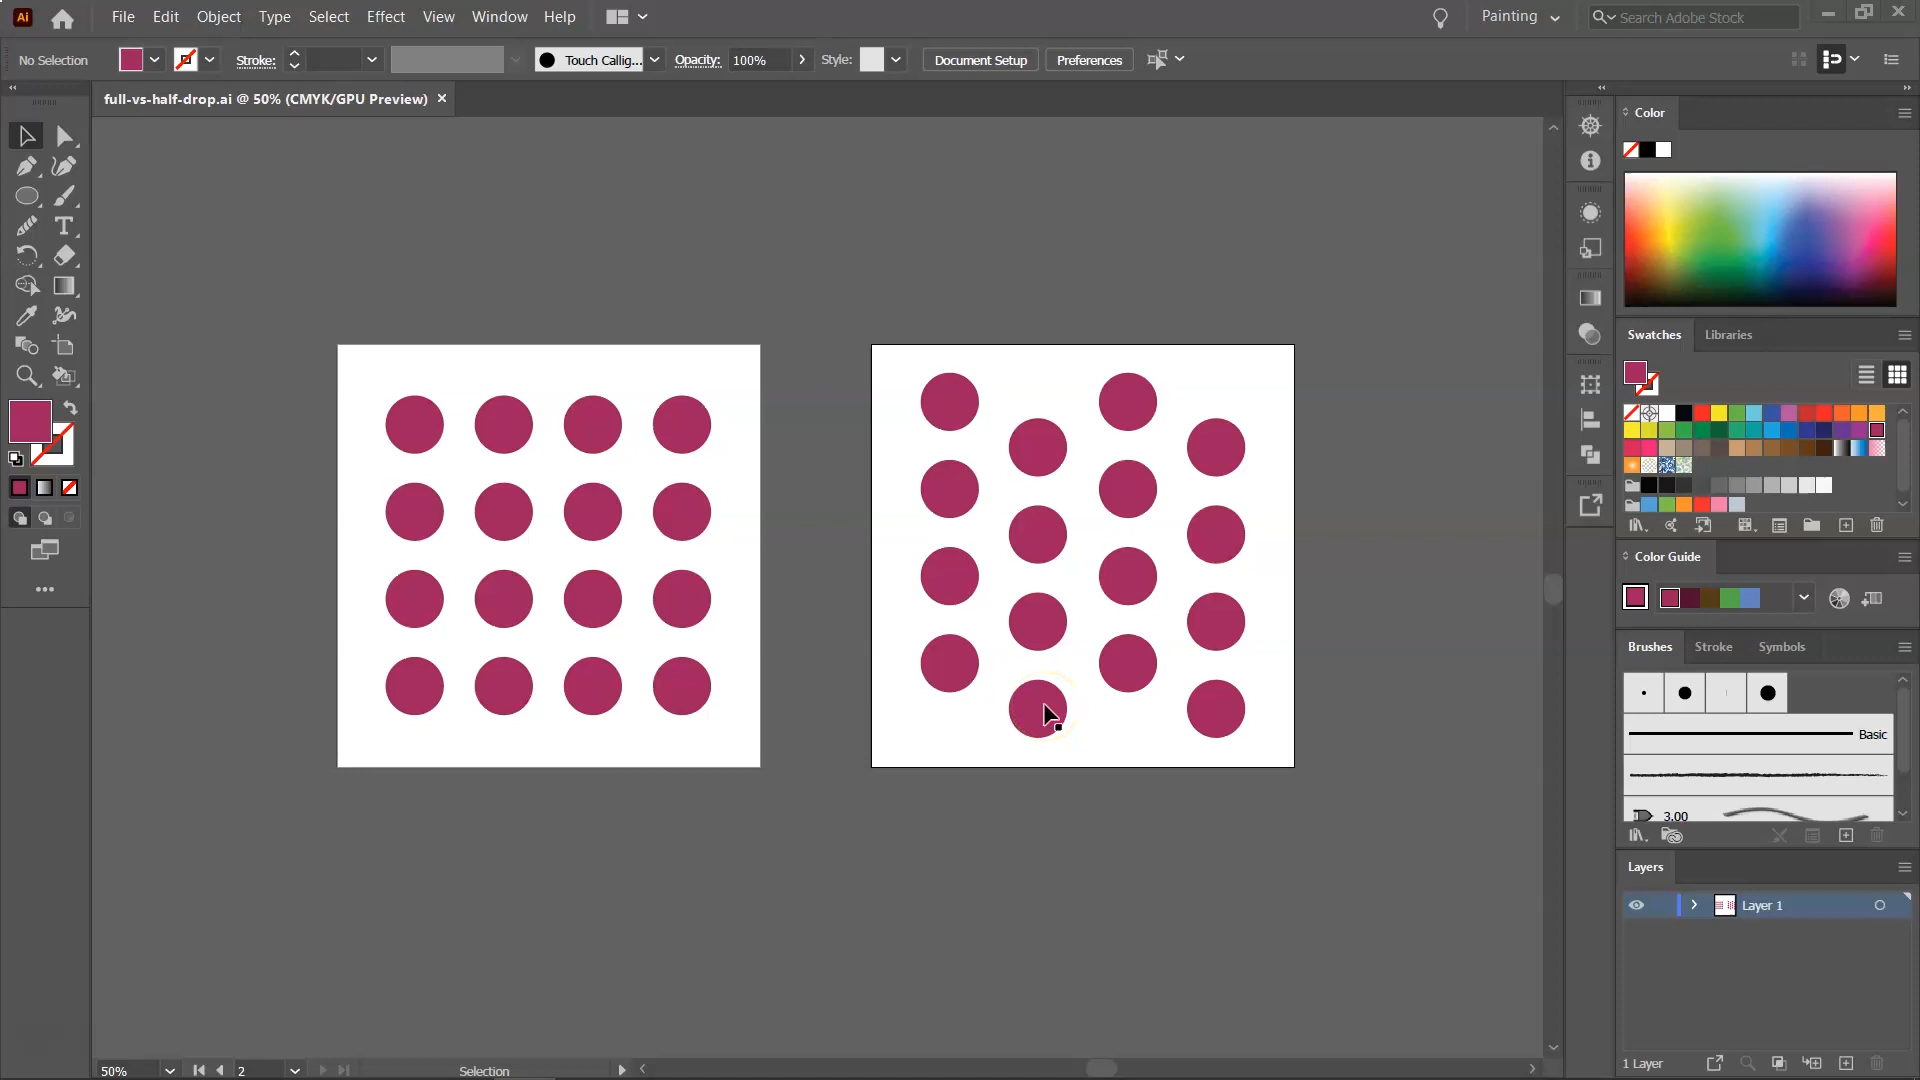 Ai
File Edit Object Type Select Effect View Window Help
Painting
Search Adobe Stock
No Selection
Stroke:
Touch Callig...
Opacity:
100%
Style:
Document Setup
Preferences
full-vs-half-drop.ai @ 50% (CMYK/GPU Preview)
Color
Swatches
Libraries
Color Guide
Brushes
Stroke
Symbols
Basic
3.00
Layers
Layer 1
1 Layer
50%
2
Selection